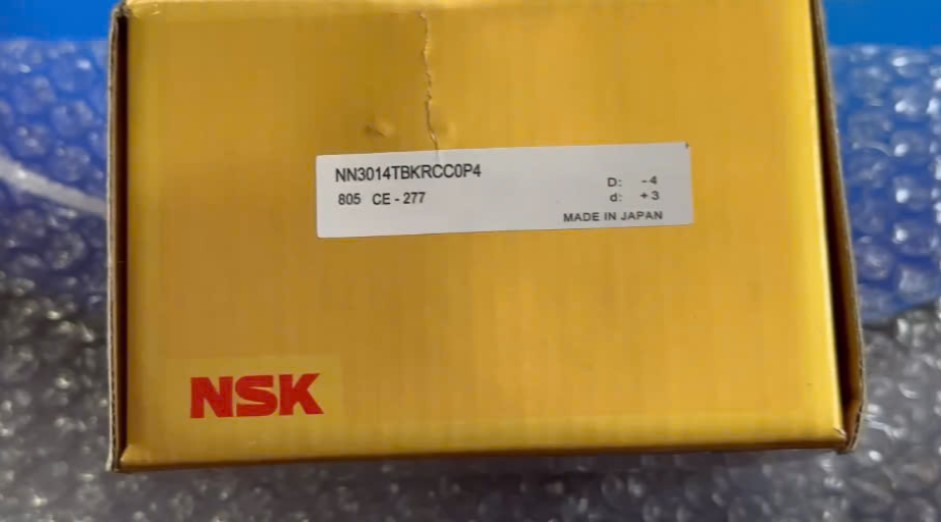 NN3014TBKRCC0P4
805 CE - 277
D: -4
d: +3
MADE IN JAPAN
NSK